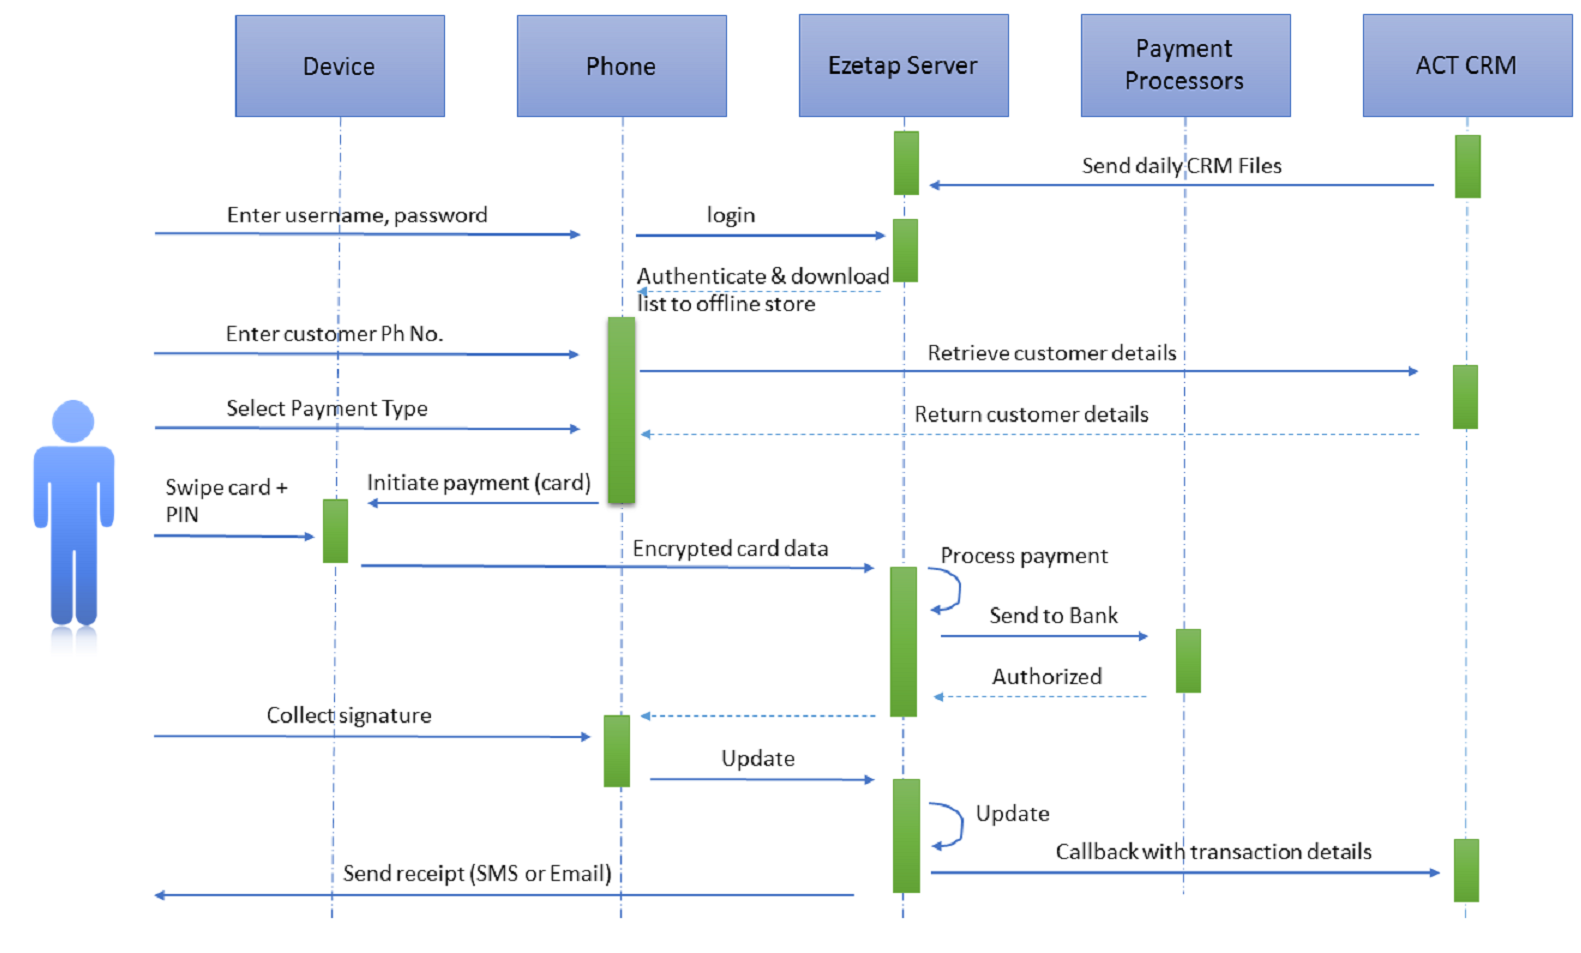 Device
Phone
Ezetap Server
Payment
Processors
ACT CRM
Send daily CRM Files
Enter username, password
login
Authenticate & download
list to offline store
Enter customer Ph No.
Retrieve customer details
Select Payment Type
Return customer details
Swipe card +
PIN
Initiate payment (card)
Encrypted card data
Process payment
Send to Bank
Authorized
Collect signature
Update
Update
Callback with transaction details
Send receipt (SMS or Email)